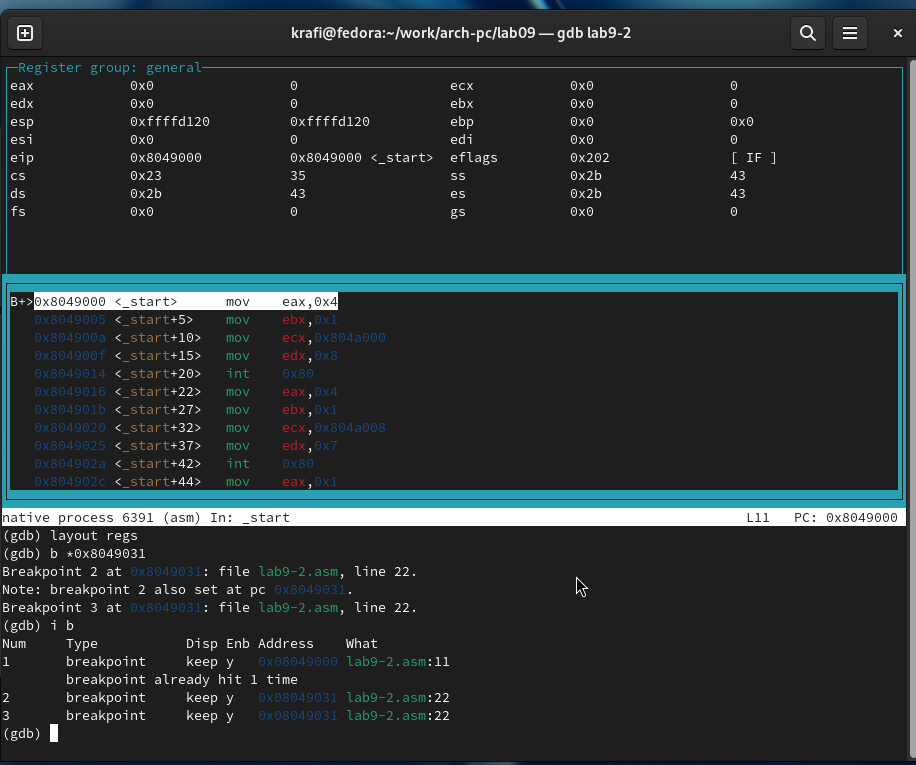 krafi@fedora:~/work/arch-pc/lab09 — gdb lab9-2
Register group: general
eax 0x0 0 ecx 0x0 0
edx 0x0 0 ebx 0x0 0
esp 0xffffd120 0xffffd120 ebp 0x0 0x0
esi 0x0 0 edi 0x0 0
eip 0x8049000 0x8049000 <_start> eflags 0x202 [ IF ]
cs 0x23 35 ss 0x2b 43
ds 0x2b 43 es 0x2b 43
fs 0x0 0 gs 0x0 0
B+>0x8049000 <_start> mov eax,0x4
0x8049005 <_start+5> mov ebx,0x1
0x804900a <_start+10> mov ecx,0x804a000
0x804900f <_start+15> mov edx,0x8
0x8049014 <_start+20> int 0x80
0x8049016 <_start+22> mov eax,0x4
0x804901b <_start+27> mov ebx,0x1
0x8049020 <_start+32> mov ecx,0x804a008
0x8049025 <_start+37> mov edx,0x7
0x804902a <_start+42> int 0x80
0x804902c <_start+44> mov eax,0x1
native process 6391 (asm) In: _start L11 PC: 0x8049000
(gdb) layout regs
(gdb) b *0x8049031
Breakpoint 2 at 0x8049031: file lab9-2.asm, line 22.
Note: breakpoint 2 also set at pc 0x8049031.
Breakpoint 3 at 0x8049031: file lab9-2.asm, line 22.
(gdb) i b
Num Type Disp Enb Address What
1 breakpoint keep y 0x08049000 lab9-2.asm:11
breakpoint already hit 1 time
2 breakpoint keep y 0x08049031 lab9-2.asm:22
3 breakpoint keep y 0x08049031 lab9-2.asm:22
(gdb)